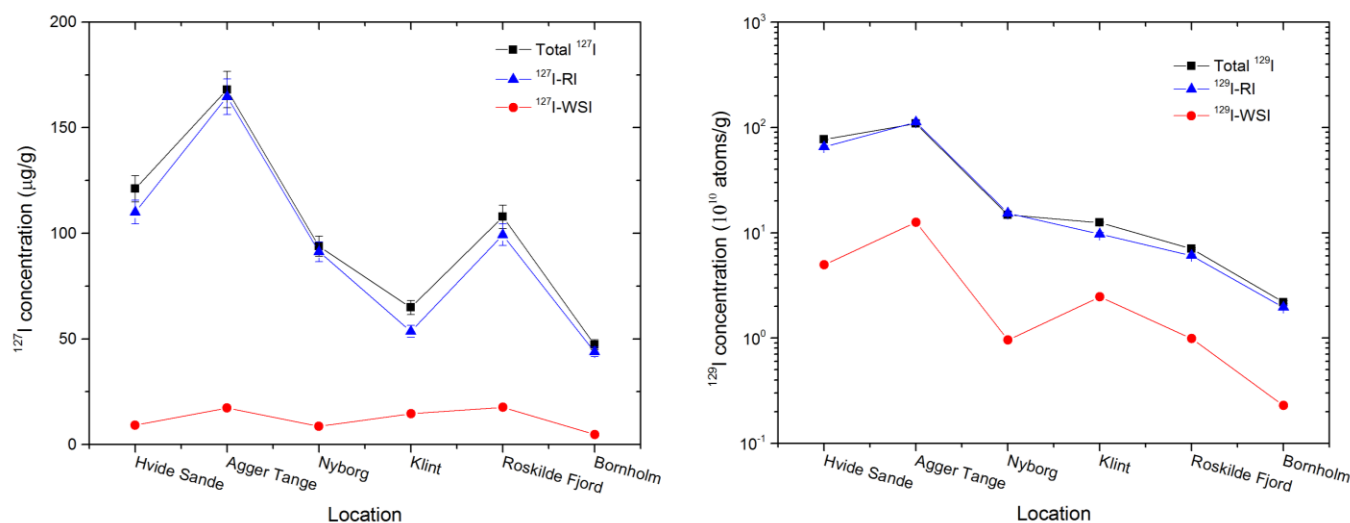 200
150
100
50
0
¹²⁷I concentration (µg/g)
Total ¹²⁷I
¹²⁷I-RI
¹²⁷I-WSI
Hvide Sande
Agger Tange
Nyborg
Klint
Roskilde Fjord
Bornholm
Location
10³
10²
10¹
10⁰
10⁻¹
¹²⁹I concentration (10¹⁰ atoms/g)
Total ¹²⁹I
¹²⁹I-RI
¹²⁹I-WSI
Hvide Sande
Agger Tange
Nyborg
Klint
Roskilde Fjord
Bornholm
Location